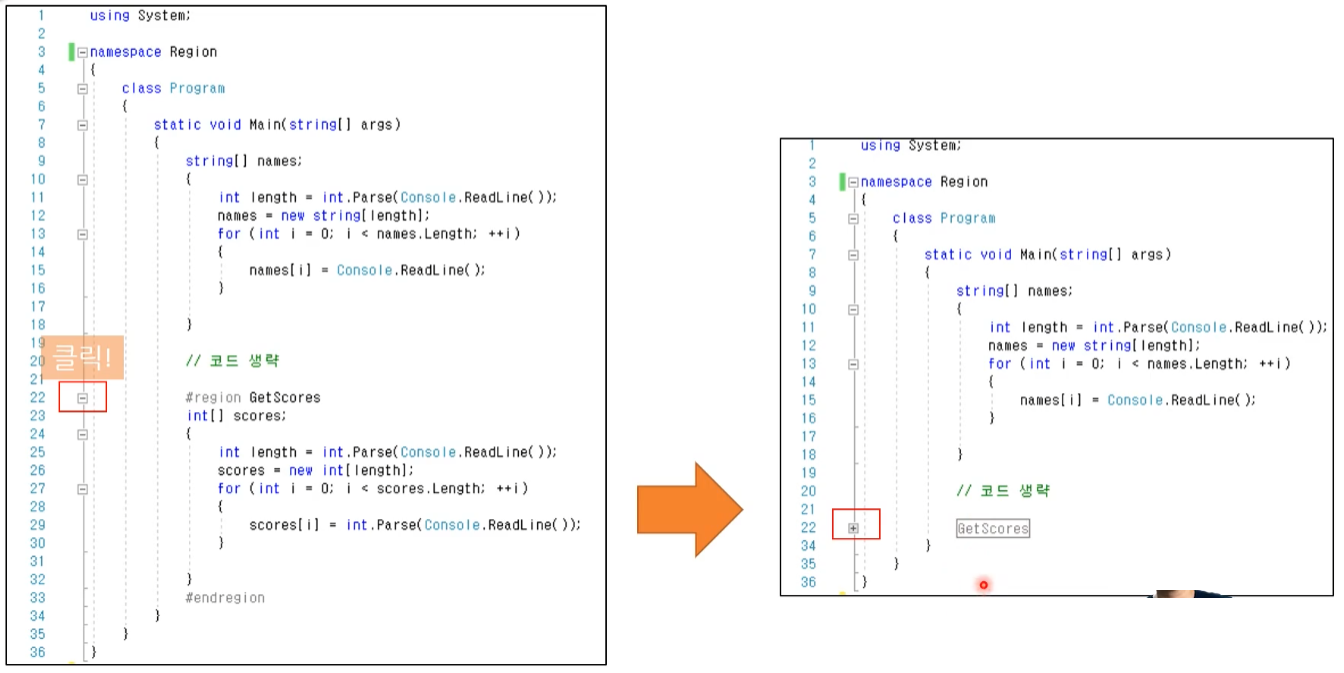 1 using System;
2
3 namespace Region
4 {
5 class Program
6 {
7 static void Main(string[] args)
8 {
9 string[] names;
10 {
11 int length = int.Parse(Console.ReadLine());
12 names = new string[length];
13 for (int i = 0; i < names.Length; ++i)
14 {
15 names[i] = Console.ReadLine();
16 }
17
18 }
19
클릭!
20 // 코드 생략
21
22 #region GetScores
23 int[] scores;
24 {
25 int length = int.Parse(Console.ReadLine());
26 scores = new int[length];
27 for (int i = 0; i < scores.Length; ++i)
28 {
29 scores[i] = int.Parse(Console.ReadLine());
30 }
31
32 }
33 #endregion
34 }
35 }
36 }
1 using System;
2
3 namespace Region
4 {
5 class Program
6 {
7 static void Main(string[] args)
8 {
9 string[] names;
10 {
11 int length = int.Parse(Console.ReadLine());
12 names = new string[length];
13 for (int i = 0; i < names.Length; ++i)
14 {
15 names[i] = Console.ReadLine();
16 }
17
18 }
19
20 // 코드 생략
21
22 GetScores
34 }
35 }
36 }